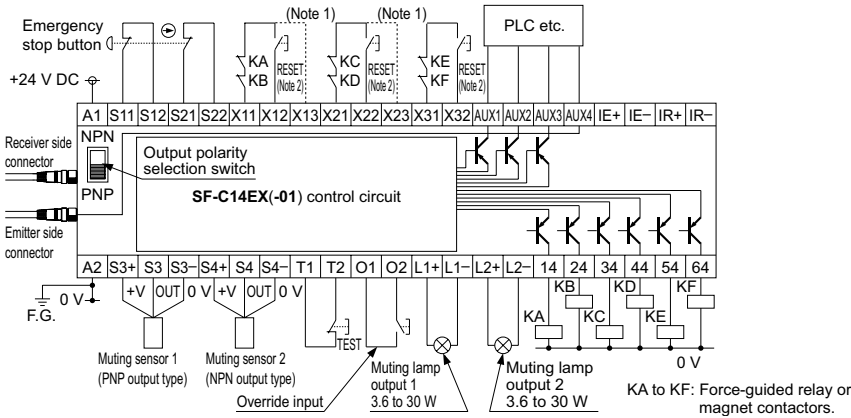 Emergency
stop button
(Note 1)
(Note 1)
PLC etc.
+24 V DC
KA
KB
RESET
(Note 2)
KC
KD
RESET
(Note 2)
KE
KF
RESET
(Note 2)
A1 S11 S12 S21 S22 X11 X12 X13 X21 X22 X23 X31 X32 AUX1 AUX2 AUX3 AUX4 IE+ IE− IR+ IR−
Receiver side
connector
NPN
PNP
Output polarity
selection switch
SF-C14EX(-01) control circuit
Emitter side
connector
A2 S3+ S3 S3− S4+ S4 S4− T1 T2 O1 O2 L1+ L1− L2+ L2− 14 24 34 44 54 64
F.G.
0 V
+V OUT 0 V
+V OUT 0 V
TEST
KB KD KF
KA KC KE
0 V
Muting sensor 1
(PNP output type)
Muting sensor 2
(NPN output type)
Override input
Muting lamp
output 1
3.6 to 30 W
Muting lamp
output 2
3.6 to 30 W
KA to KF: Force-guided relay or
magnet contactors.